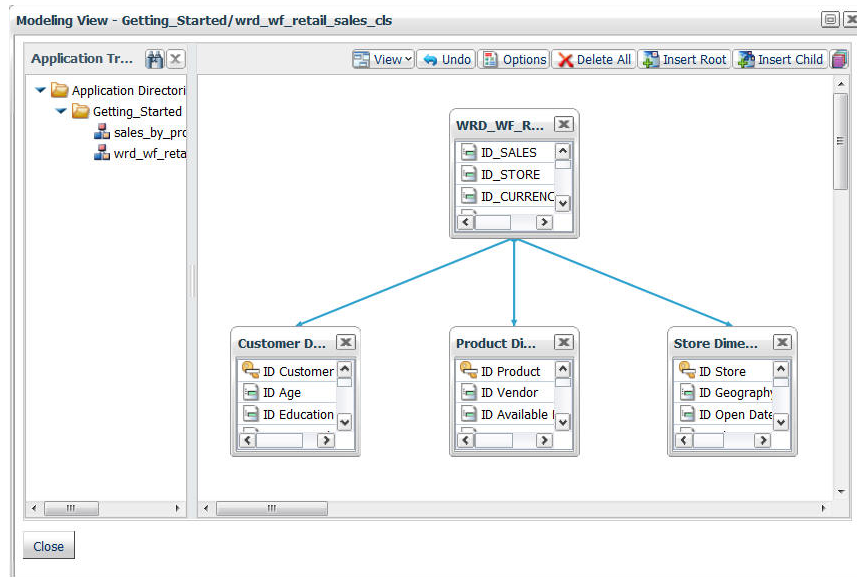 Modeling View - Getting_Started/wrd_wf_retail_sales_cls
Application Tr...
View Undo Options Delete All Insert Root Insert Child
Application Directori
Getting_Started
sales_by_pro
wrd_wf_reta
WRD_WF_R...
ID_SALES
ID_STORE
ID_CURRENC
Customer D...
ID Customer
ID Age
ID Education
Product Di...
ID Product
ID Vendor
ID Available
Store Dime...
ID Store
ID Geography
ID Open Date
Close